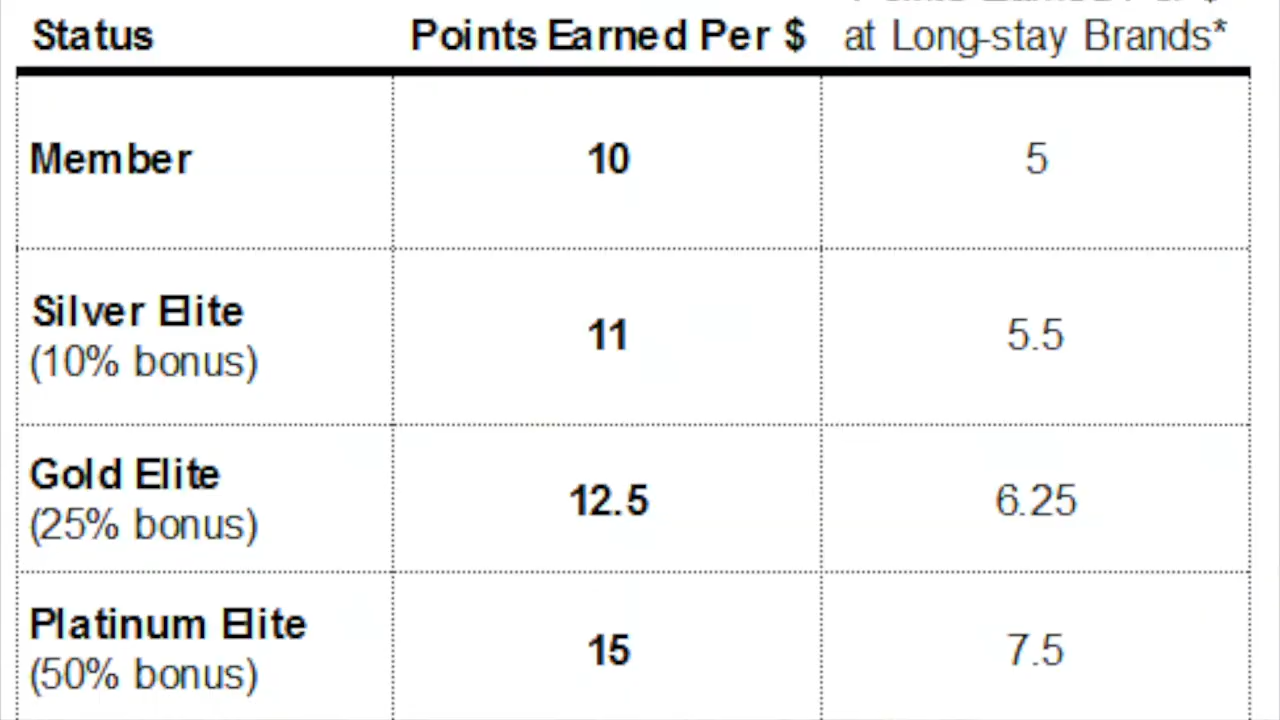 Status Points Earned Per $ at Long-stay Brands*
Member 10 5
Silver Elite
(10% bonus) 11 5.5
Gold Elite
(25% bonus) 12.5 6.25
Platinum Elite
(50% bonus) 15 7.5